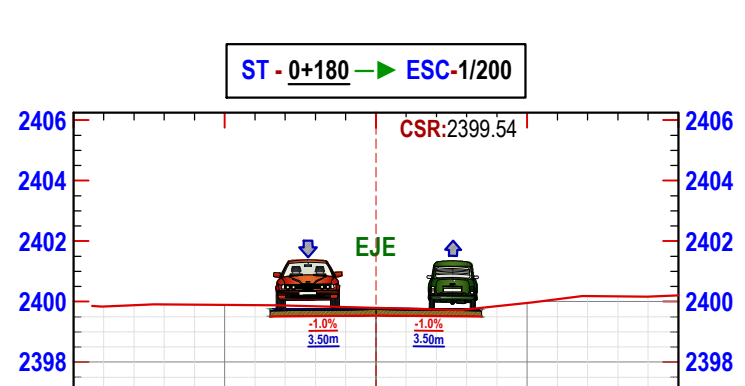 ST - 0+180 ESC-1/200
2406 CSR:2399.54 2406
2404 2404
2402 EJE 2402
2400 2400
-1.0% -1.0%
3.50m 3.50m
2398 2398